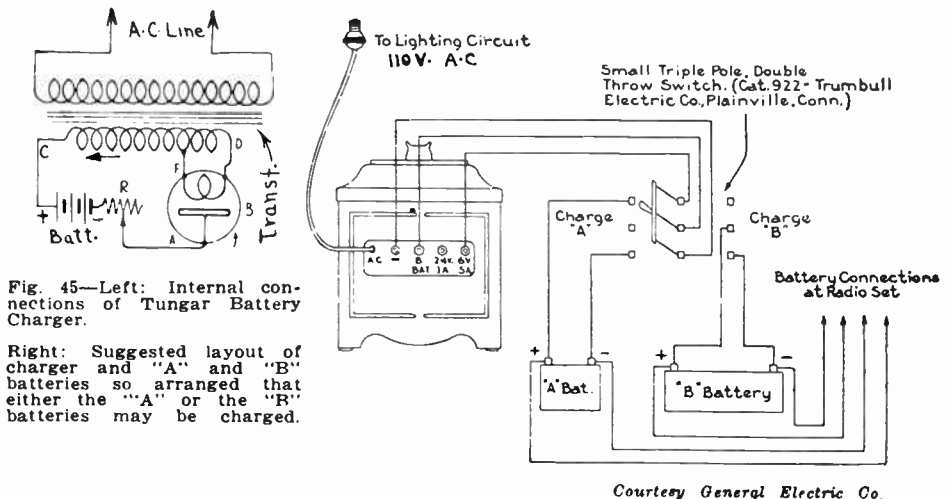 A.C. Line
C
D
F
R
B
A
+
-
Batt.
Transf.
Fig. 45—Left: Internal con-
nections of Tungar Battery
Charger.
Right: Suggested layout of
charger and "A" and "B"
batteries so arranged that
either the "'A" or the "B"
batteries may be charged.
To Lighting Circuit
110V. A.C
Small Triple Pole, Double
Throw Switch. (Cat. 922- Trumbull
Electric Co., Plainville, Conn.)
AC
-
B
BAT
24V.
1A
6V
5A
Charge
"A"
Charge
"B"
Battery Connections
at Radio Set
+
-
"A" Bat.
+
-
"B" Battery
Courtesy General Electric Co.